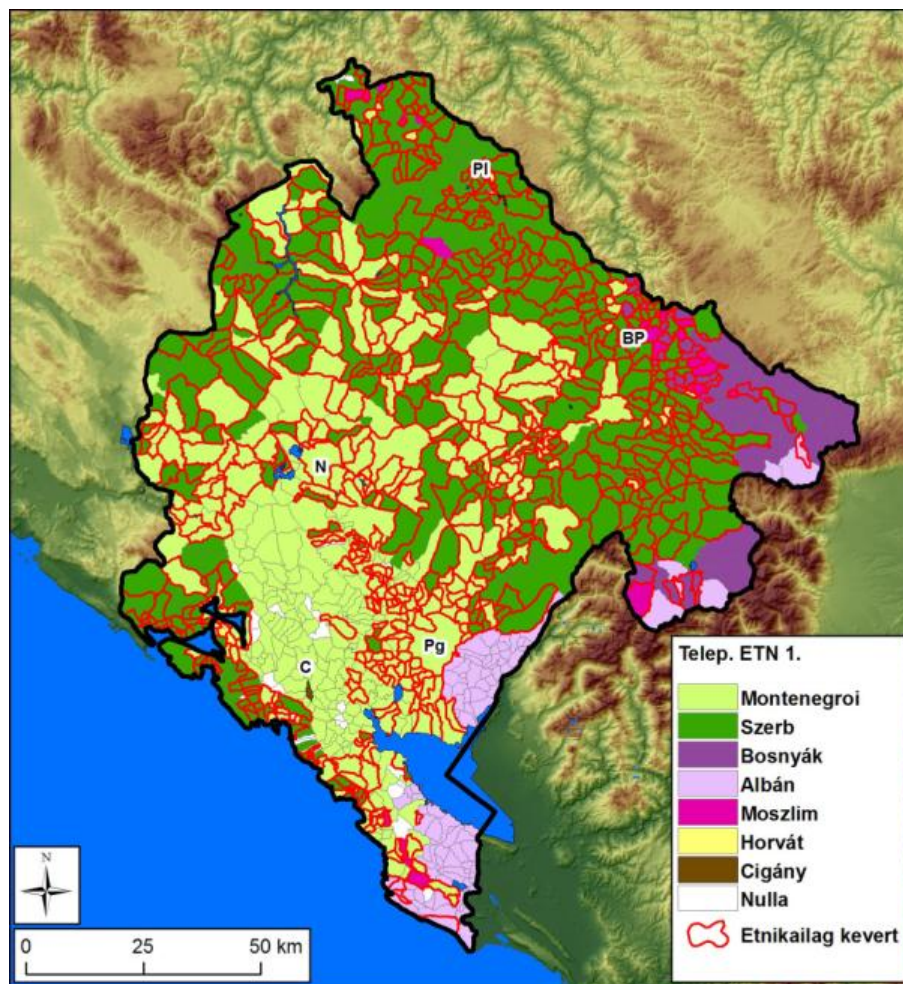 Pl
BP
N
Pg
C
Telep. ETN 1.
Montenegroi
Szerb
Bosnyák
Albán
Moszlim
Horvát
Cigány
Nulla
Etnikailag kevert
N
0 25 50 km